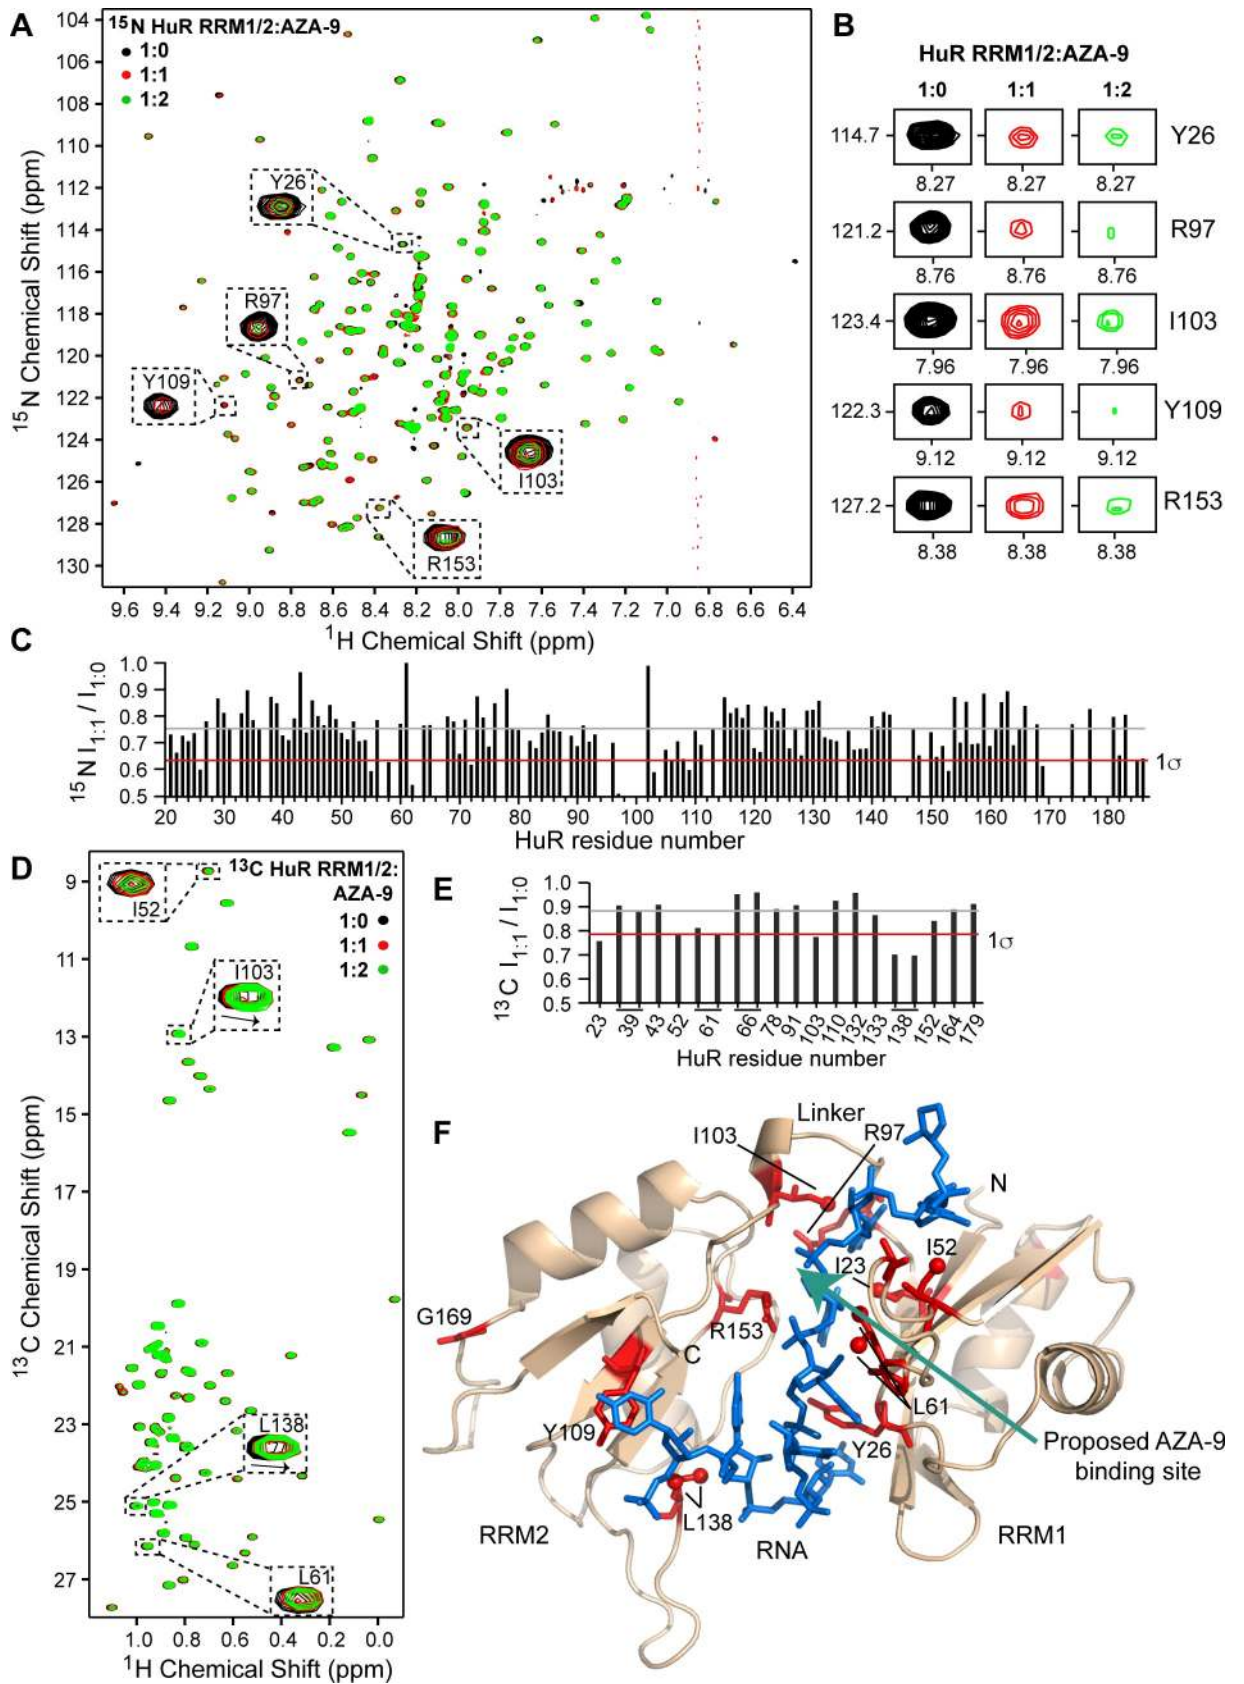 A
15N HuR RRM1/2:AZA-9
1:0
1:1
1:2
104
106
108
110
112
114
116
118
120
122
124
126
128
130
15N Chemical Shift (ppm)
Y26
R97
Y109
I103
R153
9.6 9.4 9.2 9.0 8.8 8.6 8.4 8.2 8.0 7.8 7.6 7.4 7.2 7.0 6.8 6.6 6.4
1H Chemical Shift (ppm)
B
HuR RRM1/2:AZA-9
1:0 1:1 1:2
114.7 Y26
8.27 8.27 8.27
121.2 R97
8.76 8.76 8.76
123.4 I103
7.96 7.96 7.96
122.3 Y109
9.12 9.12 9.12
127.2 R153
8.38 8.38 8.38
C
15N I1:1 / I1:0
1.0
0.9
0.8
0.7
0.6
0.5
1σ
20 30 40 50 60 70 80 90 100 110 120 130 140 150 160 170 180
HuR residue number
D
13C HuR RRM1/2:
AZA-9
1:0
1:1
1:2
I52
I103
L138
L61
9
11
13
15
17
19
21
23
25
27
13C Chemical Shift (ppm)
1.0 0.8 0.6 0.4 0.2 0.0
1H Chemical Shift (ppm)
E
13C I1:1 / I1:0
1.0
0.9
0.8
0.7
0.6
0.5
1σ
23 39 43 52 61 66 78 91 103 110 132 133 138 152 164 179
HuR residue number
F
Linker
I103
R97
N
I52
I23
G169
R153
C
L61
Y109
Y26
Proposed AZA-9
binding site
L138
RRM2
RNA
RRM1